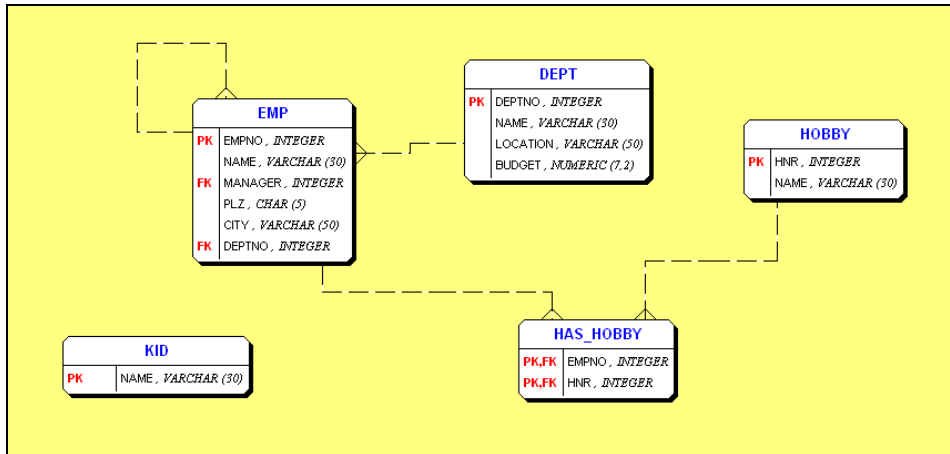 EMP
PK EMPNO , INTEGER
NAME , VARCHAR (30)
FK MANAGER , INTEGER
PLZ , CHAR (5)
CITY , VARCHAR (50)
FK DEPTNO , INTEGER
DEPT
PK DEPTNO , INTEGER
NAME , VARCHAR (30)
LOCATION , VARCHAR (50)
BUDGET , NUMERIC (7,2)
HOBBY
PK HNR , INTEGER
NAME , VARCHAR (30)
KID
PK NAME , VARCHAR (30)
HAS_HOBBY
PK,FK EMPNO , INTEGER
PK,FK HNR , INTEGER